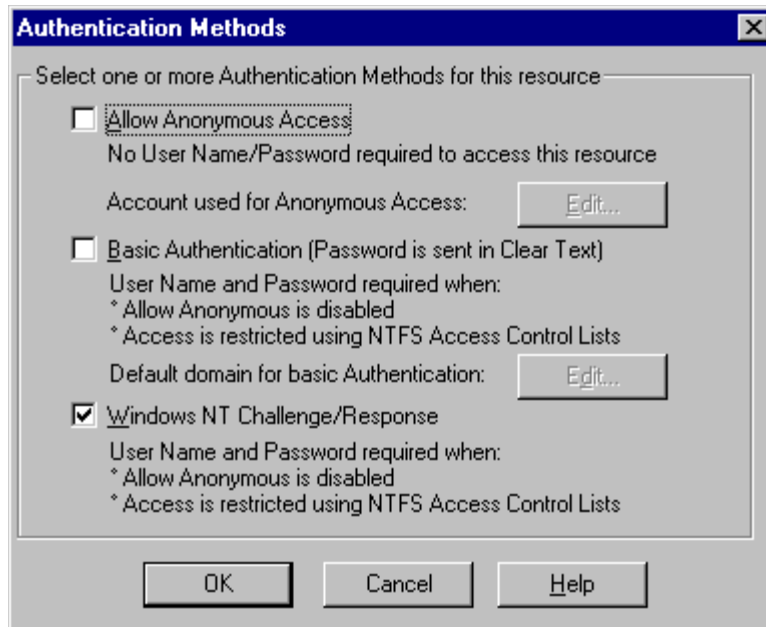 Authentication Methods
Select one or more Authentication Methods for this resource
Allow Anonymous Access
No User Name/Password required to access this resource
Account used for Anonymous Access: Edit...
Basic Authentication (Password is sent in Clear Text)
User Name and Password required when:
* Allow Anonymous is disabled
* Access is restricted using NTFS Access Control Lists
Default domain for basic Authentication: Edit...
Windows NT Challenge/Response
User Name and Password required when:
* Allow Anonymous is disabled
* Access is restricted using NTFS Access Control Lists
OK Cancel Help